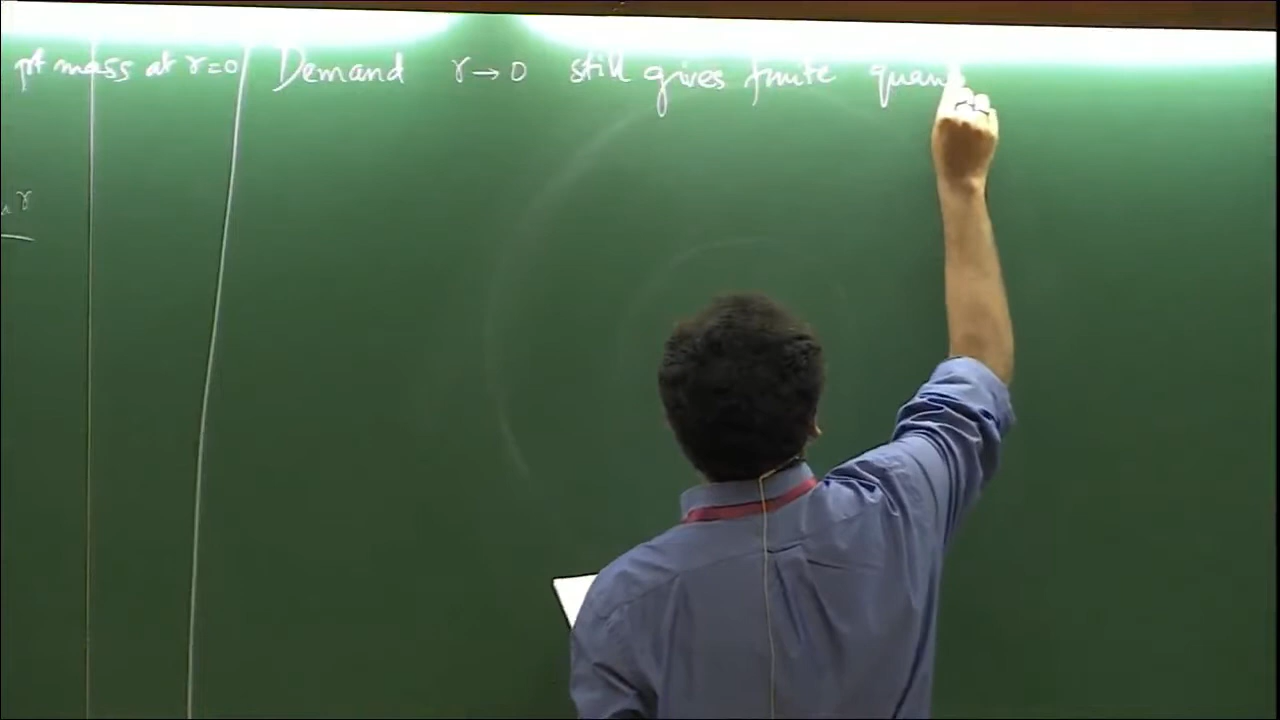 pt mass at r=0
Demand r→0 still gives finite quan
r